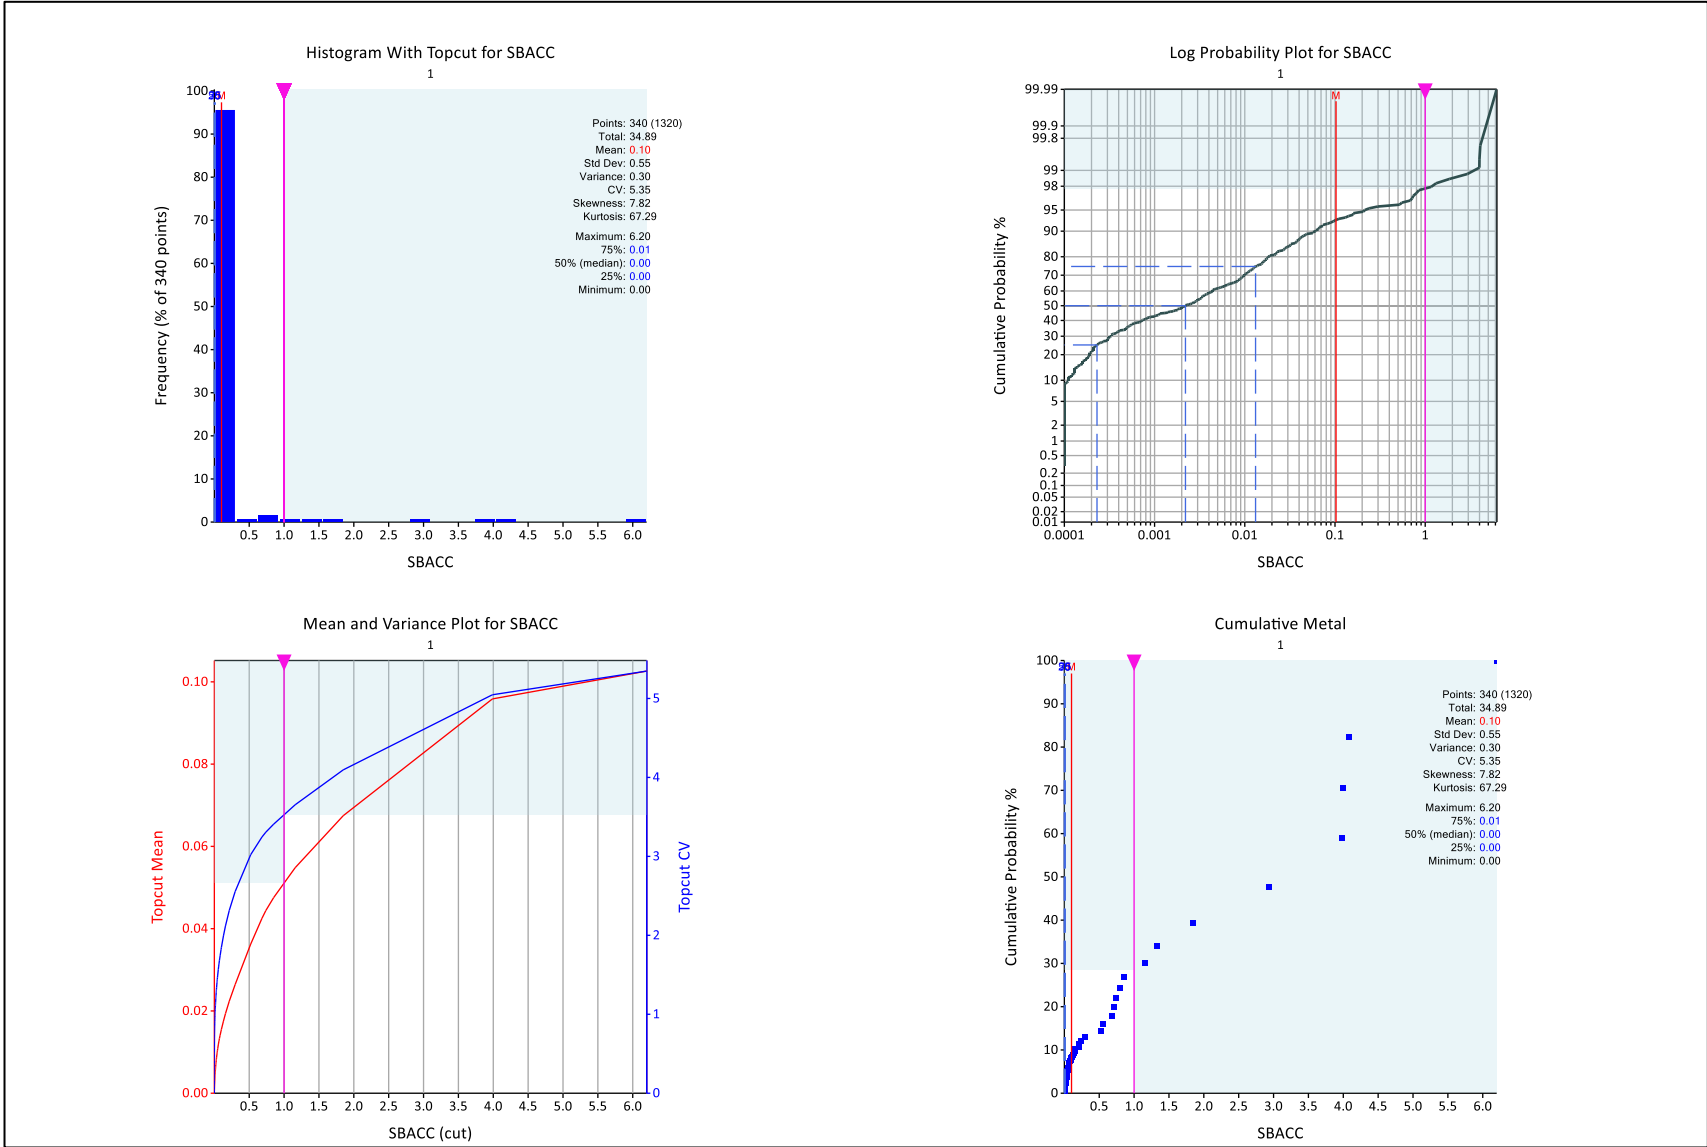 Histogram With Topcut for SBACC
1
Frequency (% of 340 points)
100
90
80
70
60
50
40
30
20
10
0
M
Points: 340 (1320)
Total: 34.89
Mean: 0.10
Std Dev: 0.55
Variance: 0.30
CV: 5.35
Skewness: 7.82
Kurtosis: 67.29
Maximum: 6.20
75%: 0.01
50% (median): 0.00
25%: 0.00
Minimum: 0.00
0.5 1.0 1.5 2.0 2.5 3.0 3.5 4.0 4.5 5.0 5.5 6.0
SBACC
Log Probability Plot for SBACC
1
Cumulative Probability %
99.99
99.9
99.8
99
98
95
90
80
70
60
50
40
30
20
10
5
2
1
0.5
0.2
0.1
0.05
0.02
0.01
M
0.0001 0.001 0.01 0.1 1
SBACC
Mean and Variance Plot for SBACC
1
Topcut Mean
0.10
0.08
0.06
0.04
0.02
0.00
5
4
3
2
1
0
Topcut CV
0.5 1.0 1.5 2.0 2.5 3.0 3.5 4.0 4.5 5.0 5.5 6.0
SBACC (cut)
Cumulative Metal
1
Cumulative Probability %
100
90
80
70
60
50
40
30
20
10
0
M
Points: 340 (1320)
Total: 34.89
Mean: 0.10
Std Dev: 0.55
Variance: 0.30
CV: 5.35
Skewness: 7.82
Kurtosis: 67.29
Maximum: 6.20
75%: 0.01
50% (median): 0.00
25%: 0.00
Minimum: 0.00
0.5 1.0 1.5 2.0 2.5 3.0 3.5 4.0 4.5 5.0 5.5 6.0
SBACC